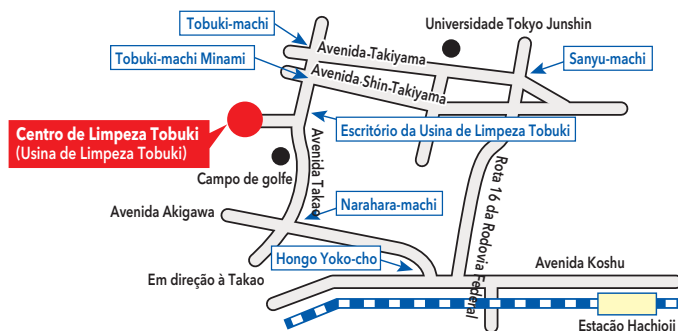 Tobuki-machi
Universidade Tokyo Junshin
Avenida-Takiyama
Tobuki-machi Minami
Sanyu-machi
Avenida-Shin-Takiyama
Centro de Limpeza Tobuki
(Usina de Limpeza Tobuki)
Escritório da Usina de Limpeza Tobuki
Avenida Takao
Rota 16 da Rodovia Federal
Campo de golfe
Avenida Akigawa
Narahara-machi
Hongo Yoko-cho
Avenida Koshu
Em direção à Takao
Estação Hachioji